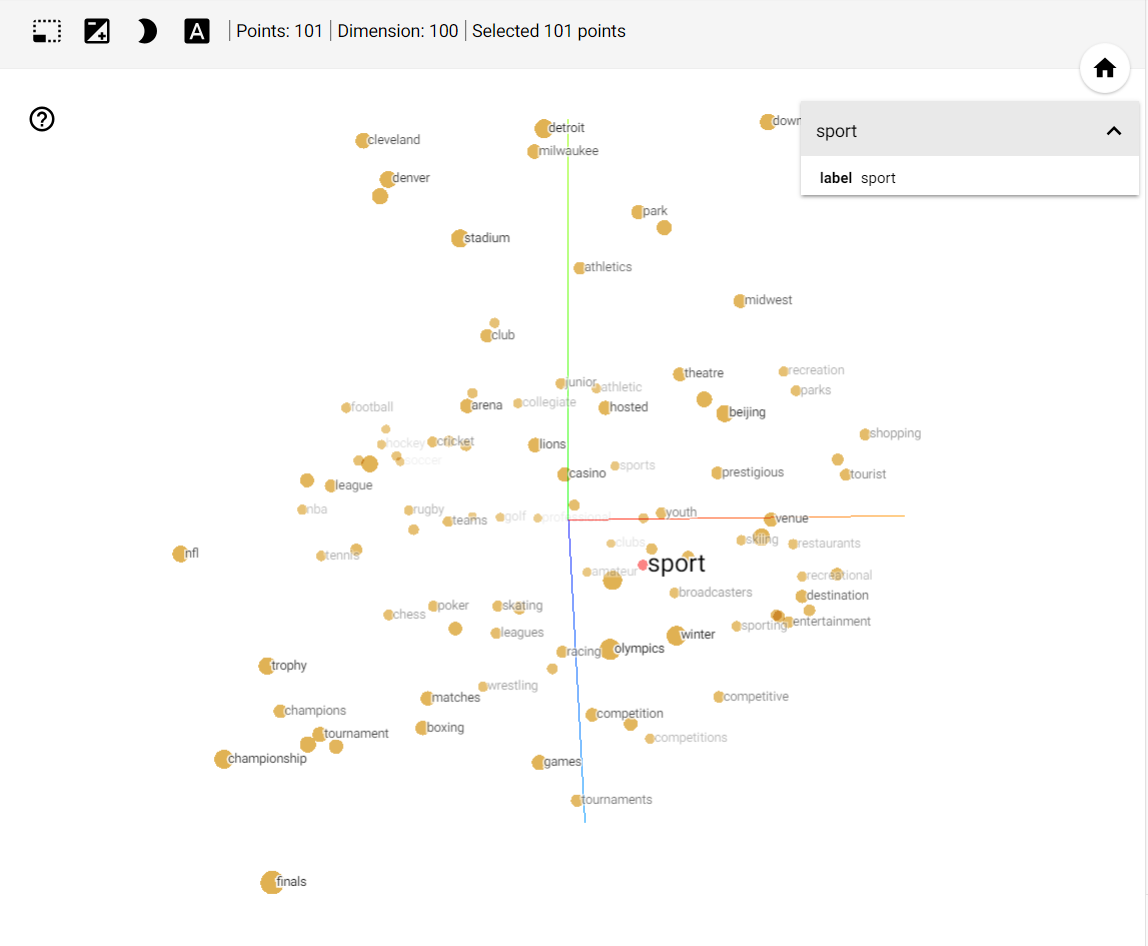 A
Points: 101 | Dimension: 100 | Selected 101 points
?
sport
label sport
detroit
down
cleveland
milwaukee
denver
park
stadium
athletics
midwest
club
theatre
recreation
junior
athletic
parks
collegiate
arena
football
hosted
beijing
shopping
cricket
hockey
lions
soccer
sports
casino
prestigious
tourist
league
nba
rugby
youth
golf
professional
venue
teams
skiing
clubs
restaurants
nfl
tennis
sport
amateur
recreational
broadcasters
destination
poker
skating
chess
entertainment
sporting
leagues
winter
olympics
racing
trophy
wrestling
competitive
matches
champions
competition
boxing
tournament
competitions
championship
games
tournaments
finals